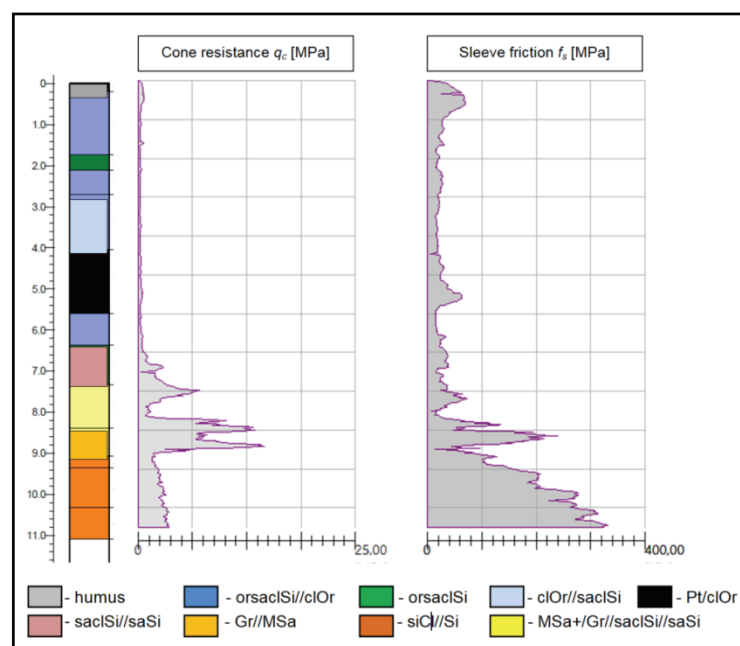 Cone resistance qc [MPa]
Sleeve friction fs [MPa]
0
1.0
2.0
3.0
4.0
5.0
6.0
7.0
8.0
9.0
10.0
11.0
0
25,00
0
400,00
- humus
- orsaclSi//clOr
- orsaclSi
- clOr//saclSi
- Pt/clOr
- saclSi//saSi
- Gr//MSa
- siCl//Si
- MSa+/Gr//saclSi//saSi